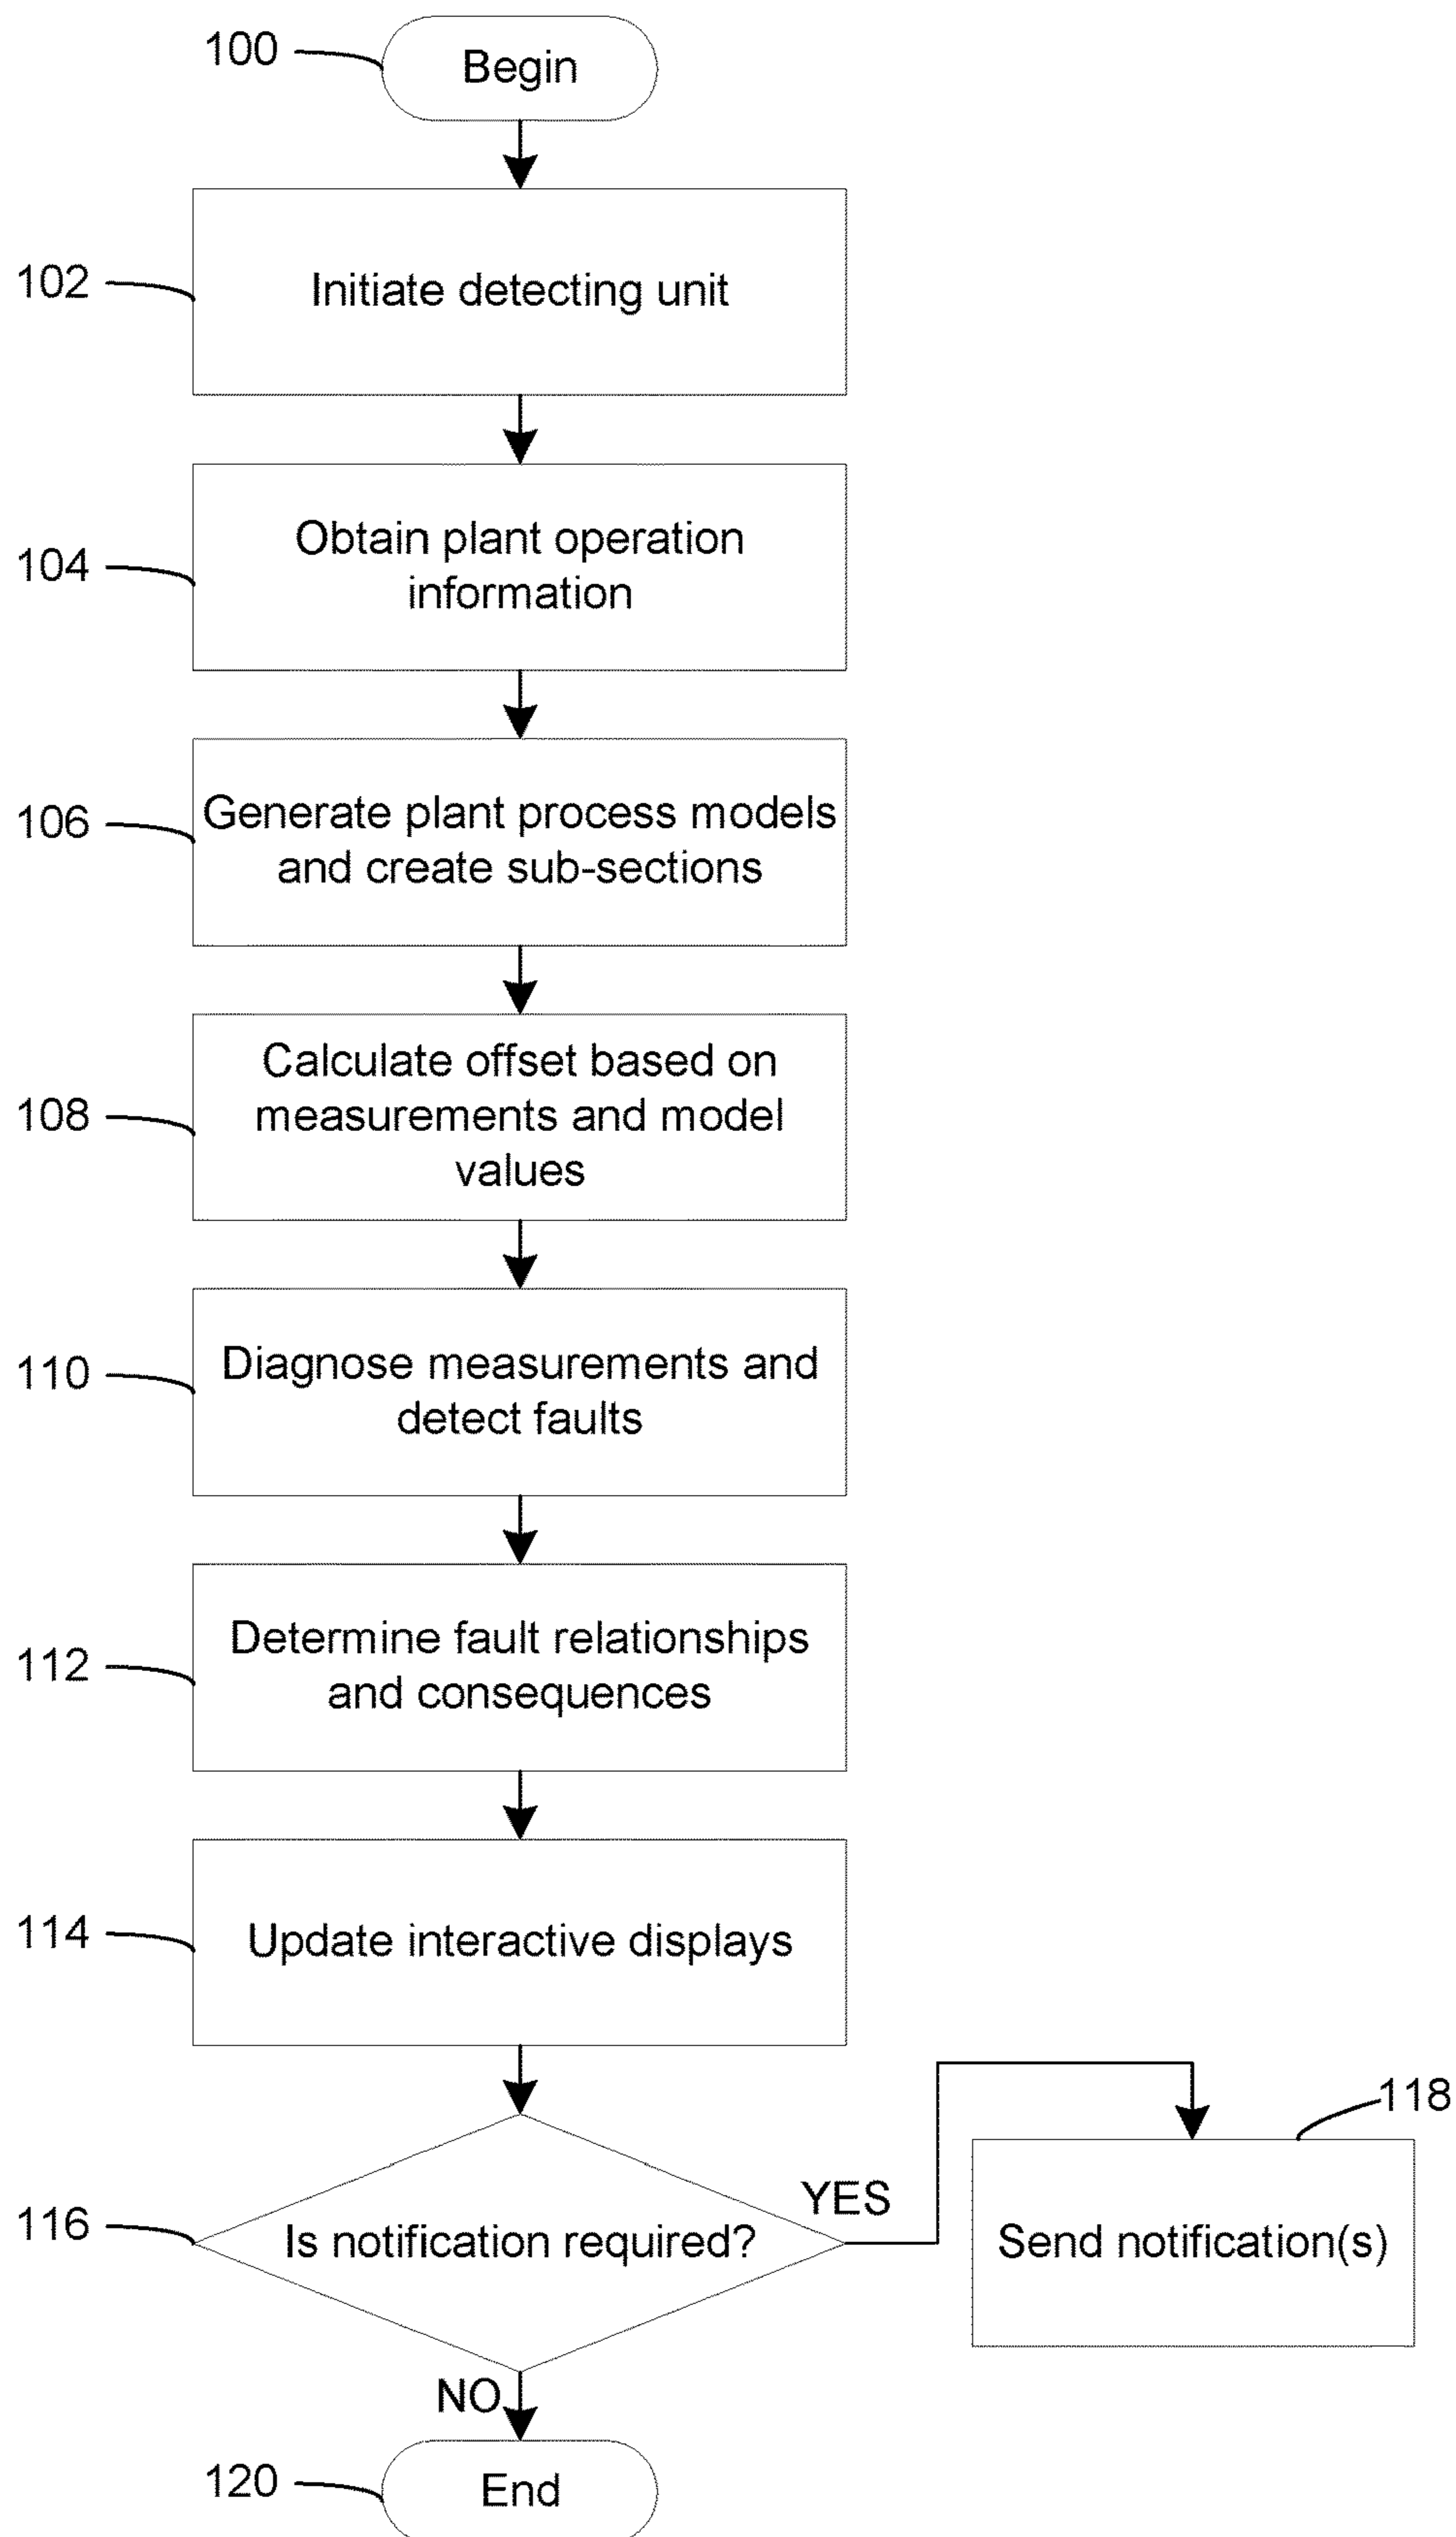 100
Begin
102
Initiate detecting unit
104
Obtain plant operation
information
106
Generate plant process models
and create sub-sections
108
Calculate offset based on
measurements and model
values
110
Diagnose measurements and
detect faults
112
Determine fault relationships
and consequences
114
Update interactive displays
116
Is notification required?
YES
118
Send notification(s)
NO
120
End